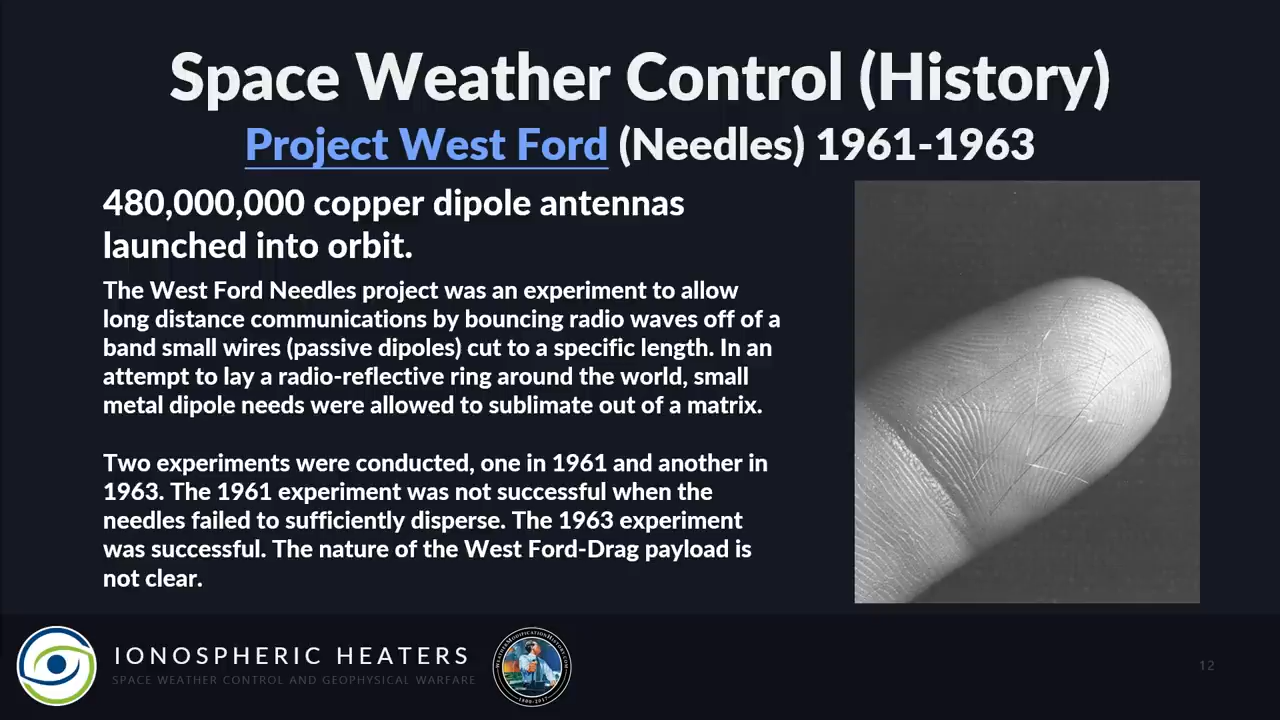 Space Weather Control (History)
Project West Ford (Needles) 1961-1963
480,000,000 copper dipole antennas
launched into orbit.
The West Ford Needles project was an experiment to allow
long distance communications by bouncing radio waves off of a
band small wires (passive dipoles) cut to a specific length. In an
attempt to lay a radio-reflective ring around the world, small
metal dipole needs were allowed to sublimate out of a matrix.
Two experiments were conducted, one in 1961 and another in
1963. The 1961 experiment was not successful when the
needles failed to sufficiently disperse. The 1963 experiment
was successful. The nature of the West Ford-Drag payload is
not clear.
IONOSPHERIC HEATERS
SPACE WEATHER CONTROL AND GEOPHYSICAL WARFARE
WEATHERMODIFICATIONHISTORY.COM
12